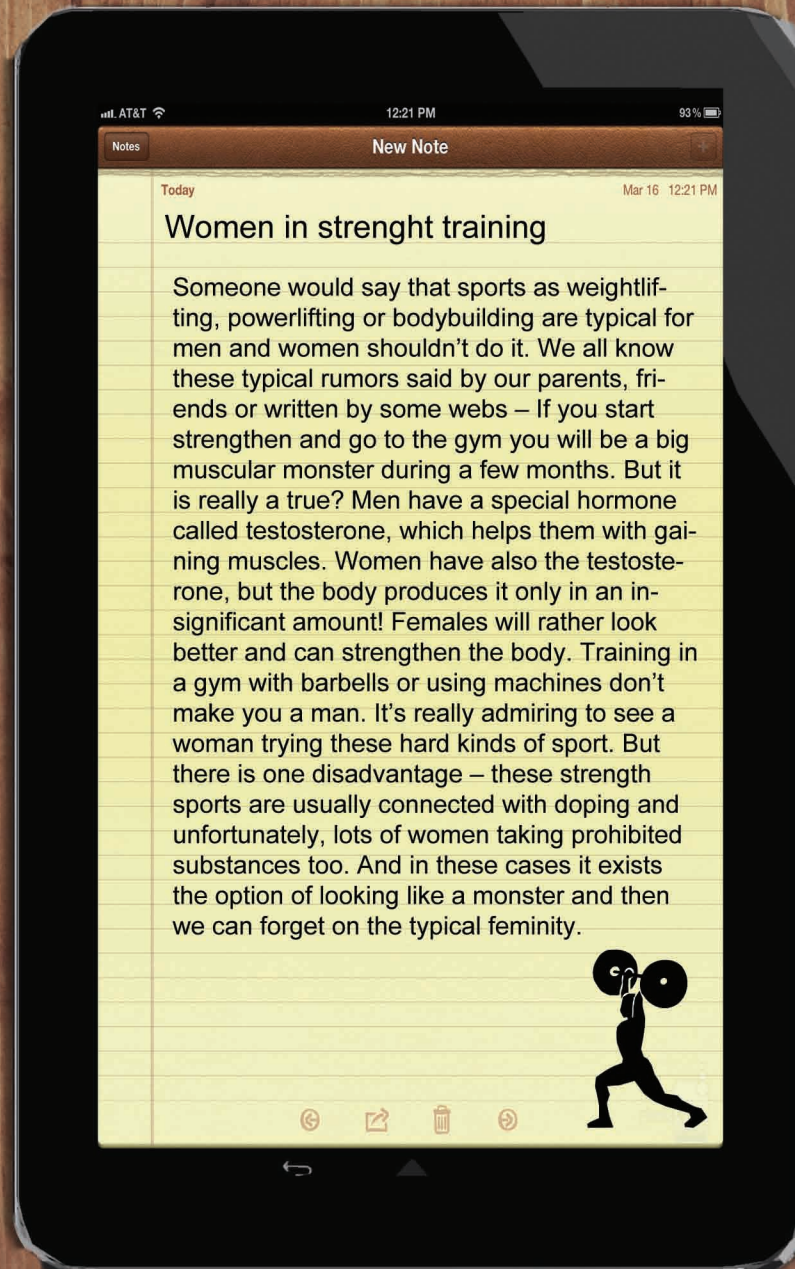 AT&T 12:21 PM 93%
Notes New Note
Today Mar 16 12:21 PM
Women in strenght training
Someone would say that sports as weightlif-
ting, powerlifting or bodybuilding are typical for
men and women shouldn't do it. We all know
these typical rumors said by our parents, fri-
ends or written by some webs – If you start
strengthen and go to the gym you will be a big
muscular monster during a few months. But it
is really a true? Men have a special hormone
called testosterone, which helps them with gai-
ning muscles. Women have also the testoste-
rone, but the body produces it only in an in-
significant amount! Females will rather look
better and can strengthen the body. Training in
a gym with barbells or using machines don't
make you a man. It's really admiring to see a
woman trying these hard kinds of sport. But
there is one disadvantage – these strength
sports are usually connected with doping and
unfortunately, lots of women taking prohibited
substances too. And in these cases it exists
the option of looking like a monster and then
we can forget on the typical feminity.